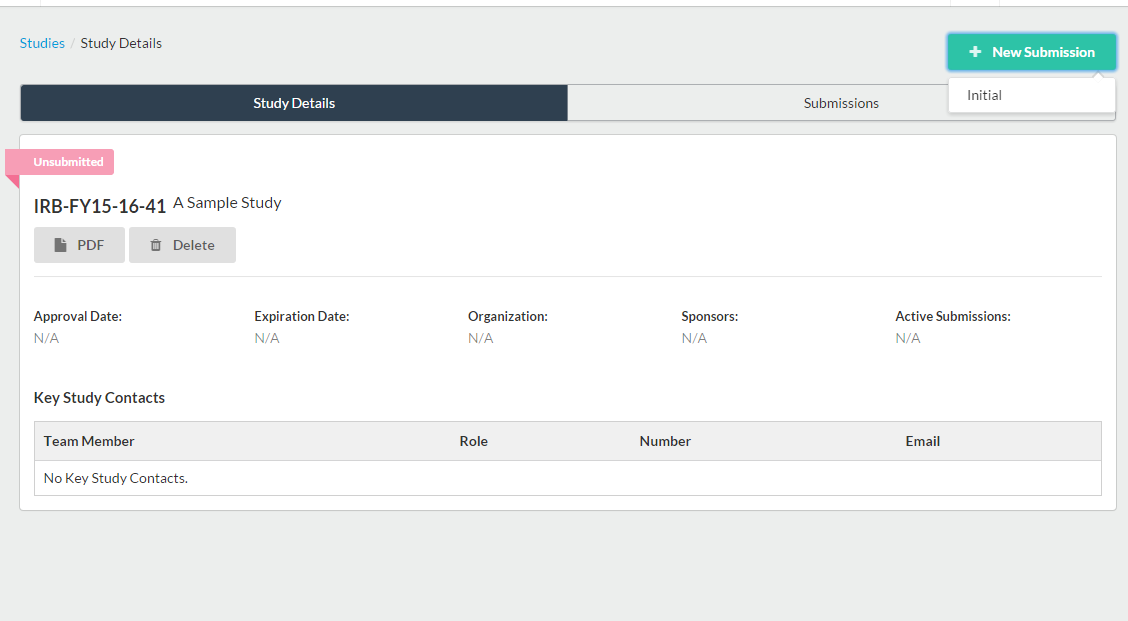 Studies / Study Details
+ New Submission
Initial
Study Details
Submissions
Unsubmitted
IRB-FY15-16-41 A Sample Study
PDF Delete
Approval Date: Expiration Date: Organization: Sponsors: Active Submissions:
N/A N/A N/A N/A N/A
Key Study Contacts
Team Member Role Number Email
No Key Study Contacts.